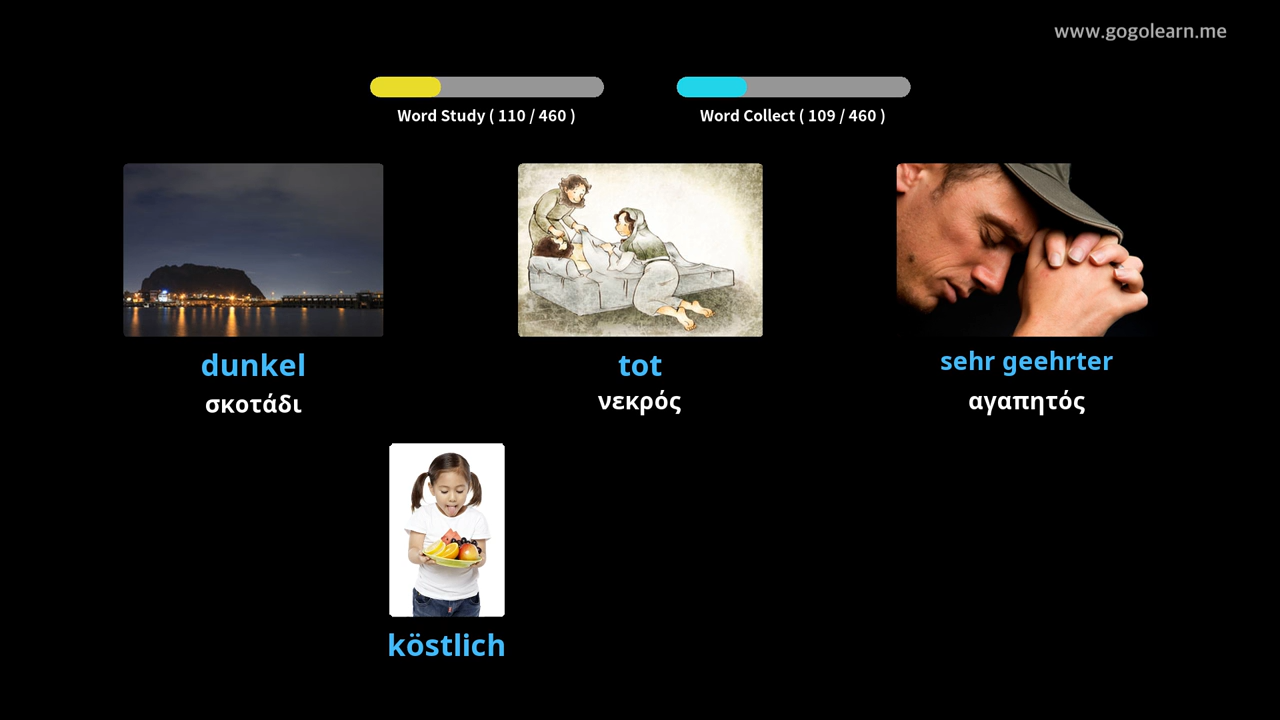 www.gogolearn.me
Word Study ( 110 / 460 )
Word Collect ( 109 / 460 )
dunkel
σκοτάδι
tot
νεκρός
sehr geehrter
αγαπητός
köstlich